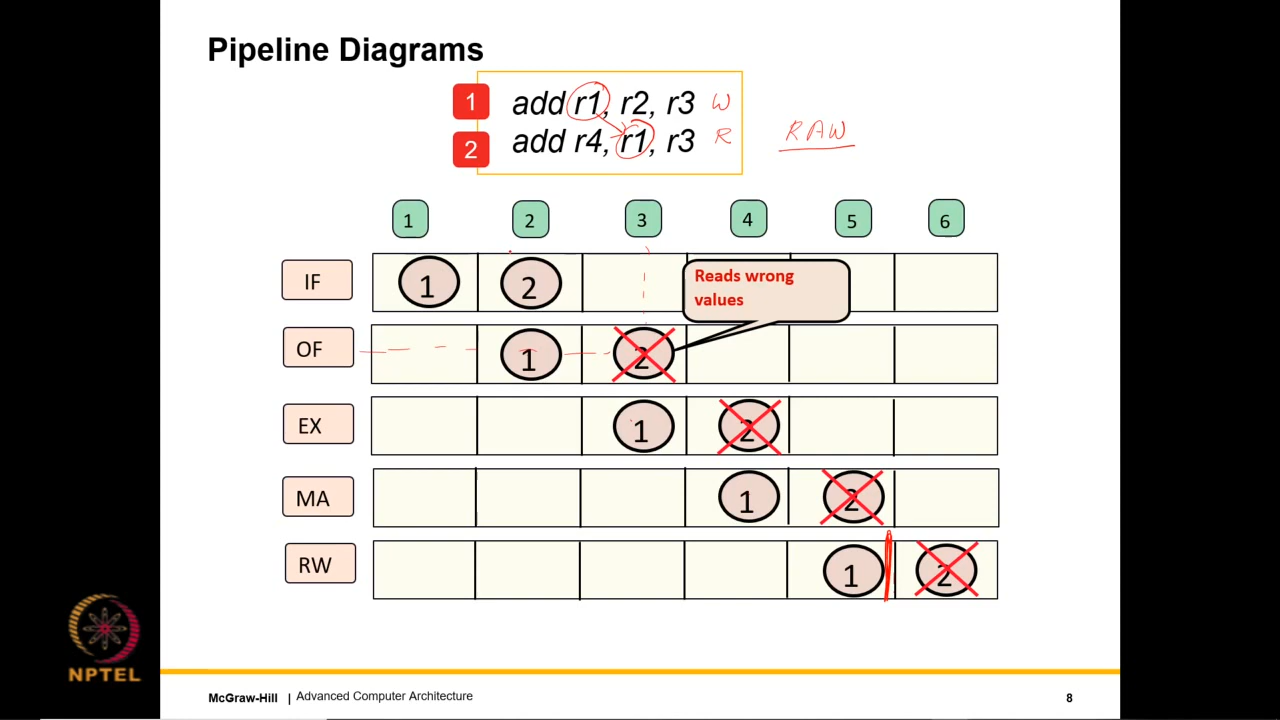 Pipeline Diagrams
1 add r1, r2, r3 W
2 add r4, r1, r3 R
RAW
1 2 3 4 5 6
IF 1 2
Reads wrong
values
OF 1 2
EX 1 2
MA 1 2
RW 1 2
NPTEL
McGraw-Hill | Advanced Computer Architecture 8